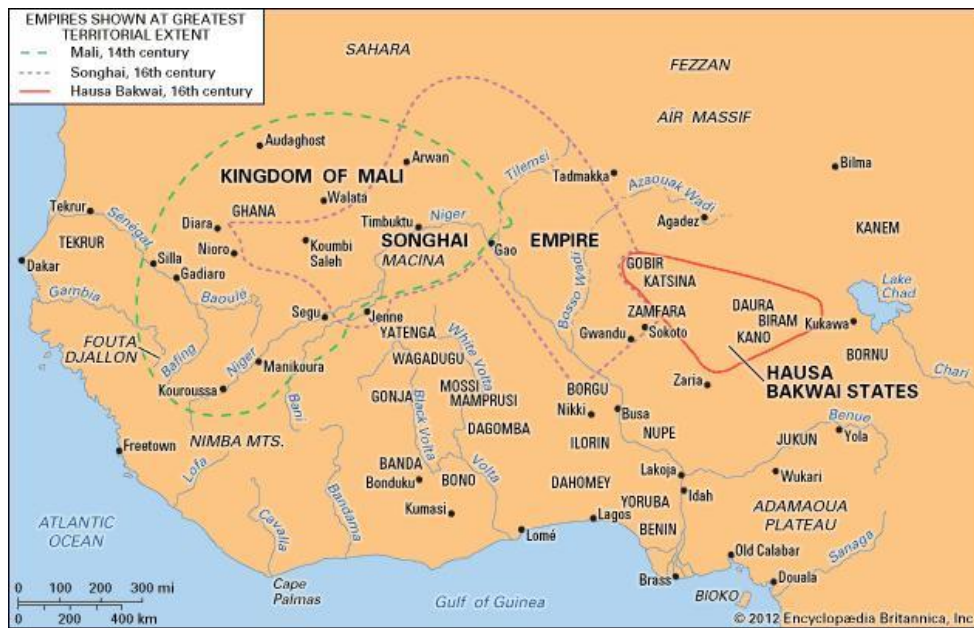 EMPIRES SHOWN AT GREATEST
TERRITORIAL EXTENT
Mali, 14th century
Songhai, 16th century
Hausa Bakwai, 16th century
SAHARA
FEZZAN
AÏR MASSIF
Audaghost
Arwan
Bilma
KINGDOM OF MALI
Tilemsi
Tadmakka
Azaouak Wadi
Walata
Tekrur
Sénégal
Diara
GHANA
Timbuktu
Niger
Agadez
KANEM
TEKRUR
Nioro
Koumbi
Saleh
SONGHAI
EMPIRE
MACINA
Gao
Dakar
Silla
Gadiaro
Bosso Wadi
GOBIR
KATSINA
Lake
Chad
Gambia
Baoulé
Segu
Jenne
ZAMFARA
DAURA
BIRAM
Kukawa
YATENGA
White Volta
Gwandu
Sokoto
KANO
FOUTA
DJALLON
Bafing
Niger
Manikoura
WAGADUGU
BORNU
HAUSA
BAKWAI STATES
Chari
Kouroussa
Bani
GONJA
MOSSI
MAMPRUSI
BORGU
Zaria
Black Volta
Nikki
Busa
Benue
NIMBA MTS.
DAGOMBA
ILORIN
NUPE
JUKUN
Yola
Freetown
Lofa
BANDA
Bonduku
BONO
Volta
DAHOMEY
Lakoja
Wukari
Idah
Kumasi
YORUBA
ADAMAOUA
PLATEAU
ATLANTIC
OCEAN
Cavalla
Bandama
Lomé
Lagos
BENIN
Old Calabar
Sanaga
Cape
Palmas
Brass
Douala
BIOKO
Gulf of Guinea
0 100 200 300 mi
0 200 400 km
© 2012 Encyclopædia Britannica, Inc